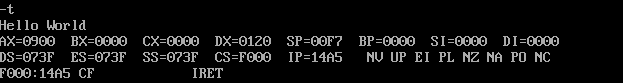 -t
Hello World
AX=0900 BX=0000 CX=0000 DX=0120 SP=00F7 BP=0000 SI=0000 DI=0000
DS=073F ES=073F SS=073F CS=F000 IP=14A5 NV UP EI PL NZ NA PO NC
F000:14A5 CF IRET